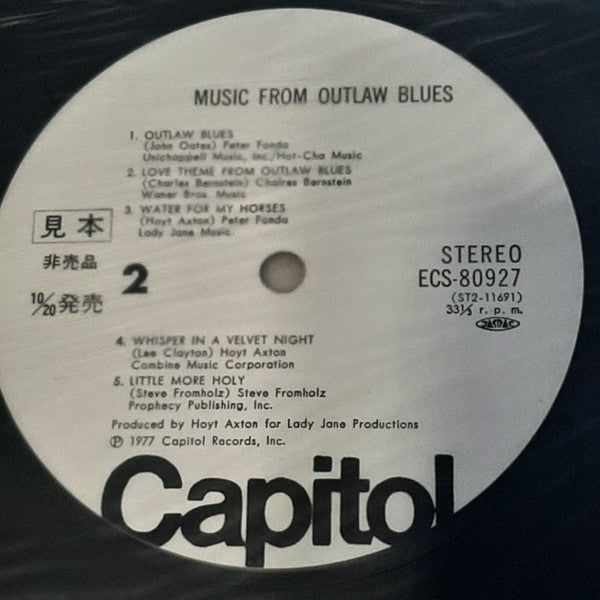 MUSIC FROM OUTLAW BLUES
1. OUTLAW BLUES
(John Oates) Peter Fonda
Unichappell Music, Inc./Hot-Cha Music
2. LOVE THEME FROM OUTLAW BLUES
(Charles Bernstein) Chalres Bernstein
Waner Bros. Music
3. WATER FOR MY HORSES
(Hoyt Axton) Peter Fonda
Lady Jane Music
見本
非売品
10/20発売
2
STEREO
ECS-80927
(ST2-11691)
33⅓ r. p. m.
JASRAC
4. WHISPER IN A VELVET NIGHT
(Lee Clayton) Hoyt Axton
Combine Music Corporation
5. LITTLE MORE HOLY
(Steve Fromholz) Steve Fromholz
Prophecy Publishing, Inc.
Produced by Hoyt Axton for Lady Jane Productions
℗ 1977 Capitol Records, Inc.
Capitol